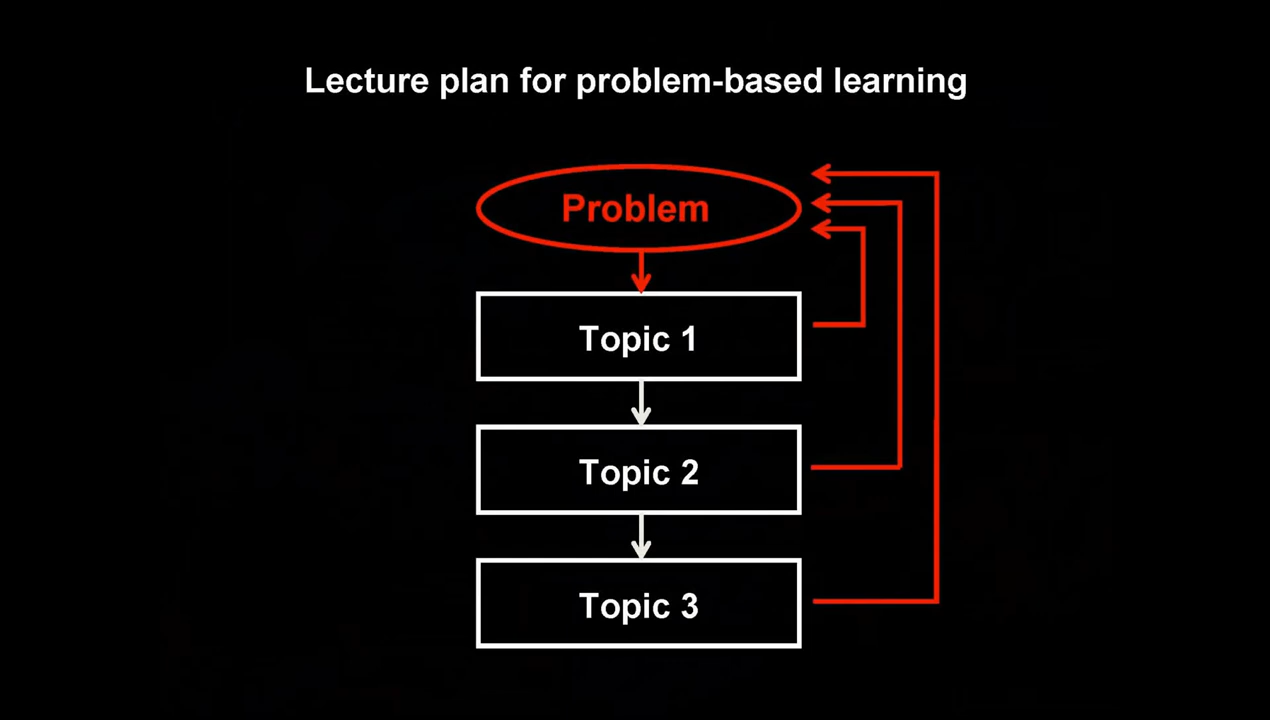 Lecture plan for problem-based learning
Problem
Topic 1
Topic 2
Topic 3